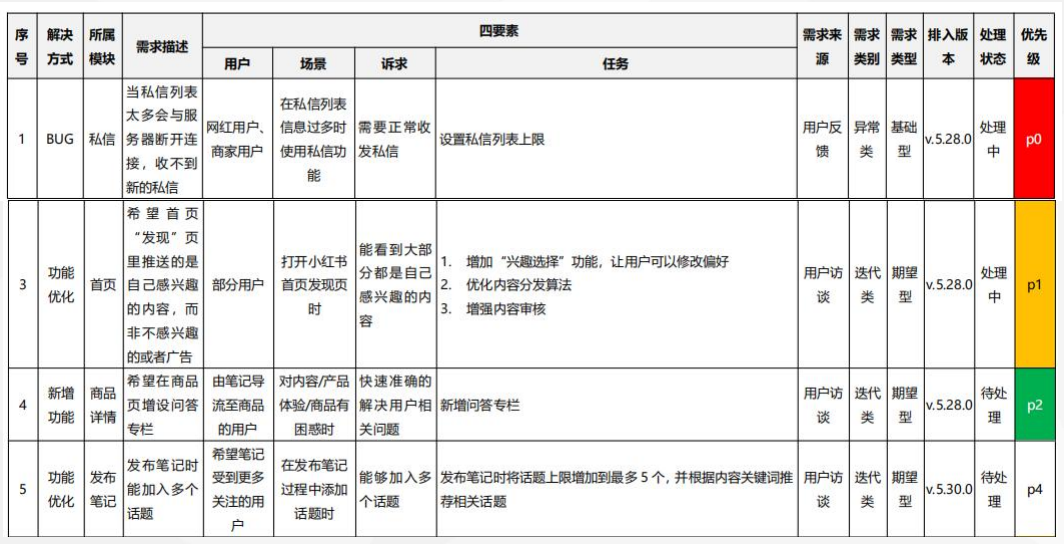 序号
解决方式
所属模块
需求描述
四要素
用户
场景
诉求
任务
需求来源
需求类别
需求类型
排入版本
处理状态
优先级
1
BUG
私信
当私信列表
太多会与服
务器断开连
接，收不到
新的私信
网红用户、
商家用户
在私信列表
信息过多时
使用私信功
能
需要正常收
发私信
设置私信列表上限
用户反
馈
异常
类
基础
型
v.5.28.0
处理
中
p0
3
功能
优化
首页
希望首页
“发现”页
里推送的是
自己感兴趣
的内容，而
非不感兴趣
的或者广告
部分用户
打开小红书
首页发现页
时
能看到大部
分都是自己
感兴趣的内
容
1. 增加“兴趣选择”功能，让用户可以修改偏好
2. 优化内容分发算法
3. 增强内容审核
用户访
谈
迭代
类
期望
型
v.5.28.0
处理
中
p1
4
新增
功能
商品
详情
希望在商品
页增设问答
专栏
由笔记导
流至商品
的用户
对内容/产品
体验/商品有
困惑时
快速准确的
解决用户相
关问题
新增问答专栏
用户访
谈
迭代
类
期望
型
v.5.28.0
待处
理
p2
5
功能
优化
发布
笔记
发布笔记时
能加入多个
话题
希望笔记
受到更多
关注的用
户
在发布笔记
过程中添加
话题时
能够加入多
个话题
发布笔记时将话题上限增加到最多 5 个，并根据内容关键词推
荐相关话题
用户访
谈
迭代
类
期望
型
v.5.30.0
待处
理
p4